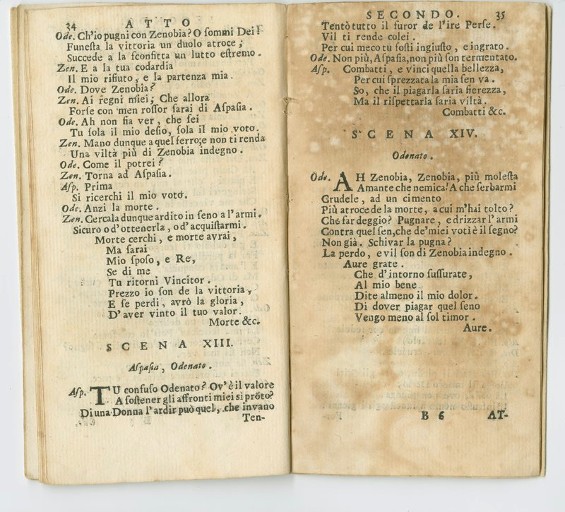 34 ATTO
Ode. Ch'io pugni con Zenobia? O sommi Dei!
Funesta la vittoria un duolo atroce;
Succede a la sconfitta un lutto estremo.
Zen. E a la tua codardia
Il mio rifiuto, e la partenza mia.
Ode. Dove Zenobia?
Zen. Ai regni miei; Che allora
Forse con men rossor sarai di Aspasia.
Ode. Ah non fia ver, che sei
Tu sola il mio desio, sola il mio voto.
Zen. Mano dunque a quel ferro; e non ti renda
Una viltà più di Zenobia indegno.
Ode. Come il potrei?
Zen. Torna ad Aspasia.
Asp. Prima
Si ricerchi il mio voto.
Ode. Anzi la morte.
Zen. Cercala dunque ardito in seno a l'armi.
Sicuro o d'ottenerla, o d'acquistarmi.
Morte cerchi, e morte avrai,
Ma sarai
Mio sposo, e Re,
Se di me
Tu ritorni Vincitor.
Prezzo io son de la vittoria,
E se perdi, avrò la gloria,
D'aver vinto il tuo valor.
Morte &c.
SCENA XIII.
Aspasia, Odenato.
Asp. TU confuso Odenato? Ov'è il valore
A sostener gli affronti miei sì prõto?
Di una Donna l'ardir può quel, che invano
Ten-
SECONDO. 35
Tentò tutto il furor de l'ire Perse.
Vil ti rende colei.
Per cui meco tu fosti ingiusto, e ingrato.
Ode. Non più, Aspasia, non più son tormentato.
Asp. Combatti, e vinci quella bellezza,
Per cui sprezzata la mia sen va.
So, che il piagarla saria fierezza,
Ma il rispettarla saria viltà.
Combatti &c.
SCENA XIV.
Odenato.
Ode. AH Zenobia, Zenobia, più molesta
Amante che nemica! A che serbarmi
Crudele, ad un cimento
Più atroce de la morte, a cui m'hai tolto?
Che far deggio? Pugnare, e drizzar l'armi
Contra quel sen, che de' miei voti è il segno?
Non già. Schivar la pugna?
La perdo, e vil son di Zenobia indegno.
Aure grate.
Che d'intorno sussurate,
Al mio bene
Dite almeno il mio dolor.
Di dover piagar quel seno
Vengo meno al sol timor.
Aure.
B 6 AT-